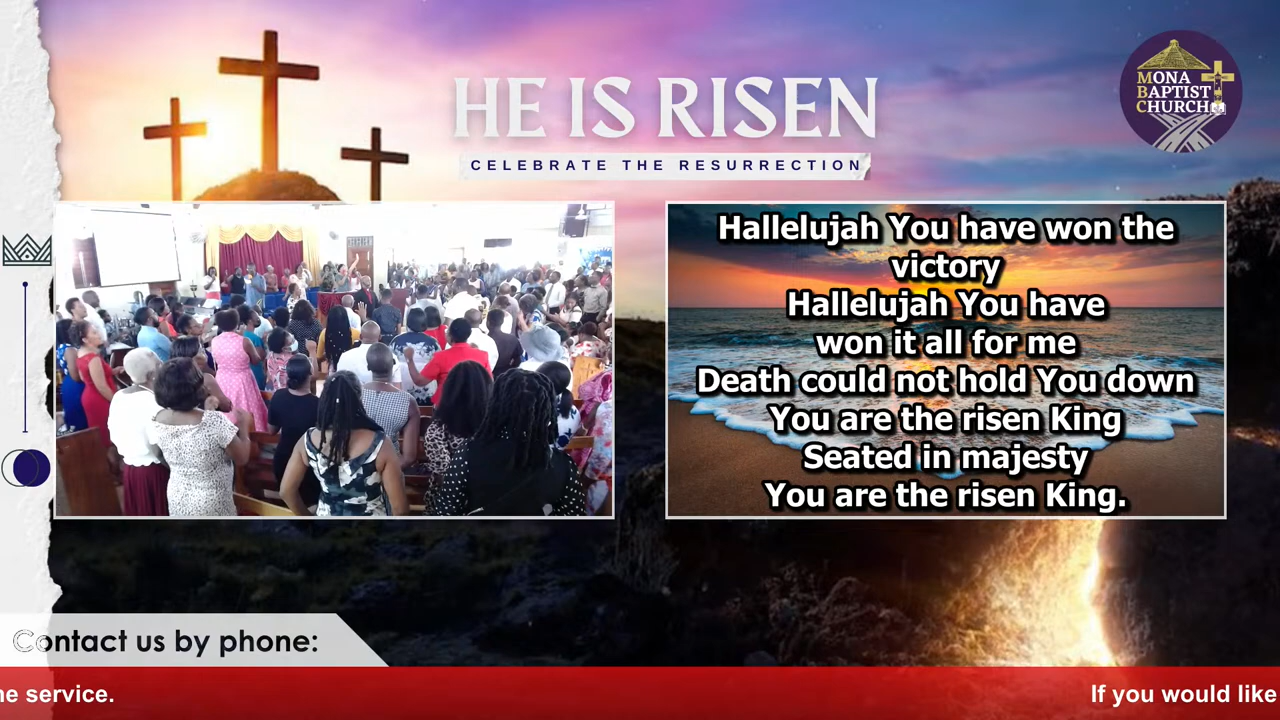 HE IS RISEN
CELEBRATE THE RESURRECTION
MONA
BAPTIST
CHURCH
Hallelujah You have won the
victory
Hallelujah You have
won it all for me
Death could not hold You down
You are the risen King
Seated in majesty
You are the risen King.
Contact us by phone:
he service.
If you would like